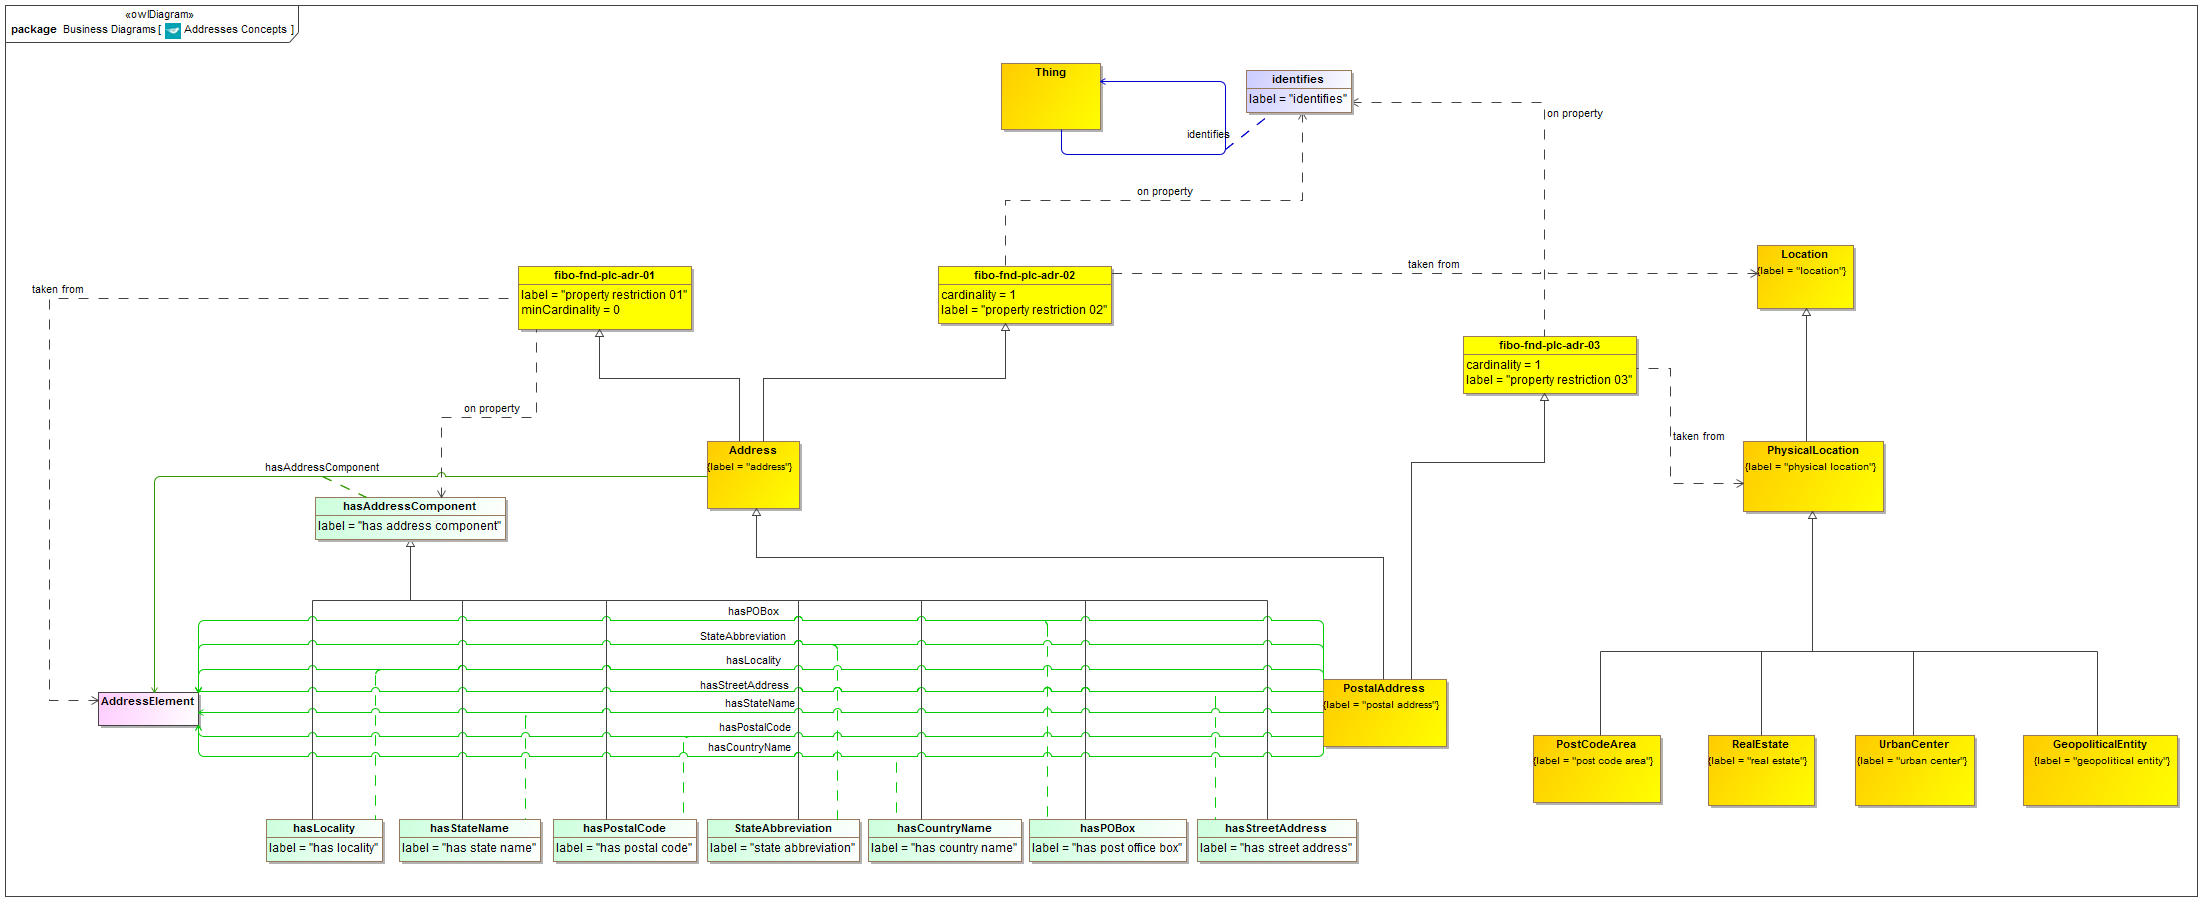 «owlDiagram»
package Business Diagrams [ Addresses Concepts ]
Thing
identifies
label = "identifies"
identifies
on property
on property
taken from
fibo-fnd-plc-adr-01
label = "property restriction 01"
minCardinality = 0
fibo-fnd-plc-adr-02
cardinality = 1
label = "property restriction 02"
taken from
Location
{label = "location"}
fibo-fnd-plc-adr-03
cardinality = 1
label = "property restriction 03"
on property
taken from
Address
{label = "address"}
PhysicalLocation
{label = "physical location"}
hasAddressComponent
hasAddressComponent
label = "has address component"
hasPOBox
StateAbbreviation
hasLocality
hasStreetAddress
hasStateName
hasPostalCode
hasCountryName
AddressElement
PostalAddress
{label = "postal address"}
PostCodeArea
{label = "post code area"}
RealEstate
{label = "real estate"}
UrbanCenter
{label = "urban center"}
GeopoliticalEntity
{label = "geopolitical entity"}
hasLocality
label = "has locality"
hasStateName
label = "has state name"
hasPostalCode
label = "has postal code"
StateAbbreviation
label = "state abbreviation"
hasCountryName
label = "has country name"
hasPOBox
label = "has post office box"
hasStreetAddress
label = "has street address"